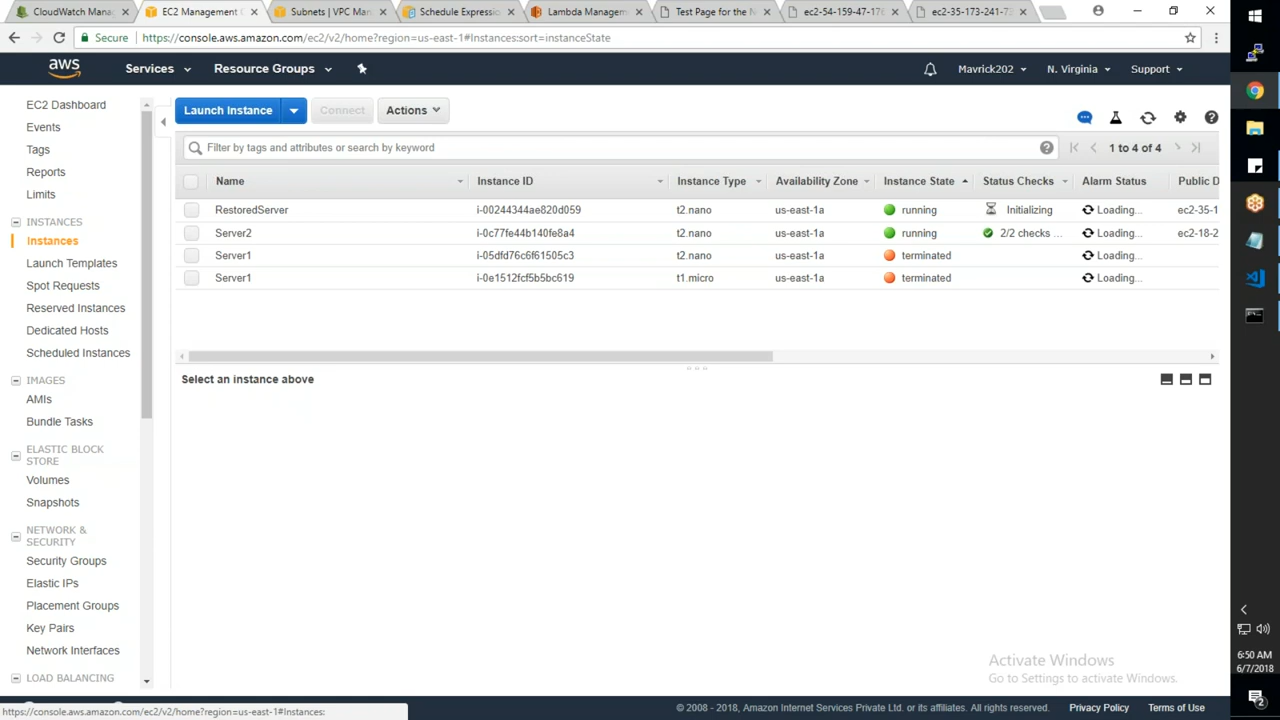 CloudWatch Mana
EC2 Management C
Subnets | VPC Man
Schedule Expressio
Lambda Managem
Test Page for the N
ec2-54-159-47-176
ec2-35-173-241-73
Secure
https://console.aws.amazon.com/ec2/v2/home?region=us-east-1#Instances:sort=instanceState
aws
Services
Resource Groups
Mavrick202
N. Virginia
Support
EC2 Dashboard
Events
Tags
Reports
Limits
INSTANCES
Instances
Launch Templates
Spot Requests
Reserved Instances
Dedicated Hosts
Scheduled Instances
IMAGES
AMIs
Bundle Tasks
ELASTIC BLOCK
STORE
Volumes
Snapshots
NETWORK &
SECURITY
Security Groups
Elastic IPs
Placement Groups
Key Pairs
Network Interfaces
LOAD BALANCING
Launch Instance
Connect
Actions
Filter by tags and attributes or search by keyword
1 to 4 of 4
Name Instance ID Instance Type Availability Zone Instance State Status Checks Alarm Status Public D
RestoredServer i-00244344ae820d059 t2.nano us-east-1a running Initializing Loading... ec2-35-1
Server2 i-0c77fe44b140fe8a4 t2.nano us-east-1a running 2/2 checks ... Loading... ec2-18-2
Server1 i-05dfd76c6f61505c3 t2.nano us-east-1a terminated Loading...
Server1 i-0e1512fcf5b5bc619 t1.micro us-east-1a terminated Loading...
Select an instance above
Activate Windows
Go to Settings to activate Windows.
https://console.aws.amazon.com/ec2/v2/home?region=us-east-1#Instances:
© 2008 - 2018, Amazon Internet Services Private Ltd. or its affiliates. All rights reserved.
Privacy Policy
Terms of Use
6:50 AM
6/7/2018
2